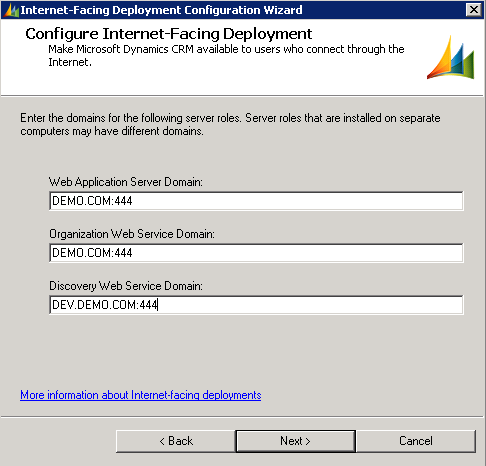 Internet-Facing Deployment Configuration Wizard
Configure Internet-Facing Deployment
Make Microsoft Dynamics CRM available to users who connect through the
Internet.
Enter the domains for the following server roles. Server roles that are installed on separate
computers may have different domains.
Web Application Server Domain:
DEMO.COM:444
Organization Web Service Domain:
DEMO.COM:444
Discovery Web Service Domain:
DEV.DEMO.COM:444
More information about Internet-facing deployments
< Back Next > Cancel